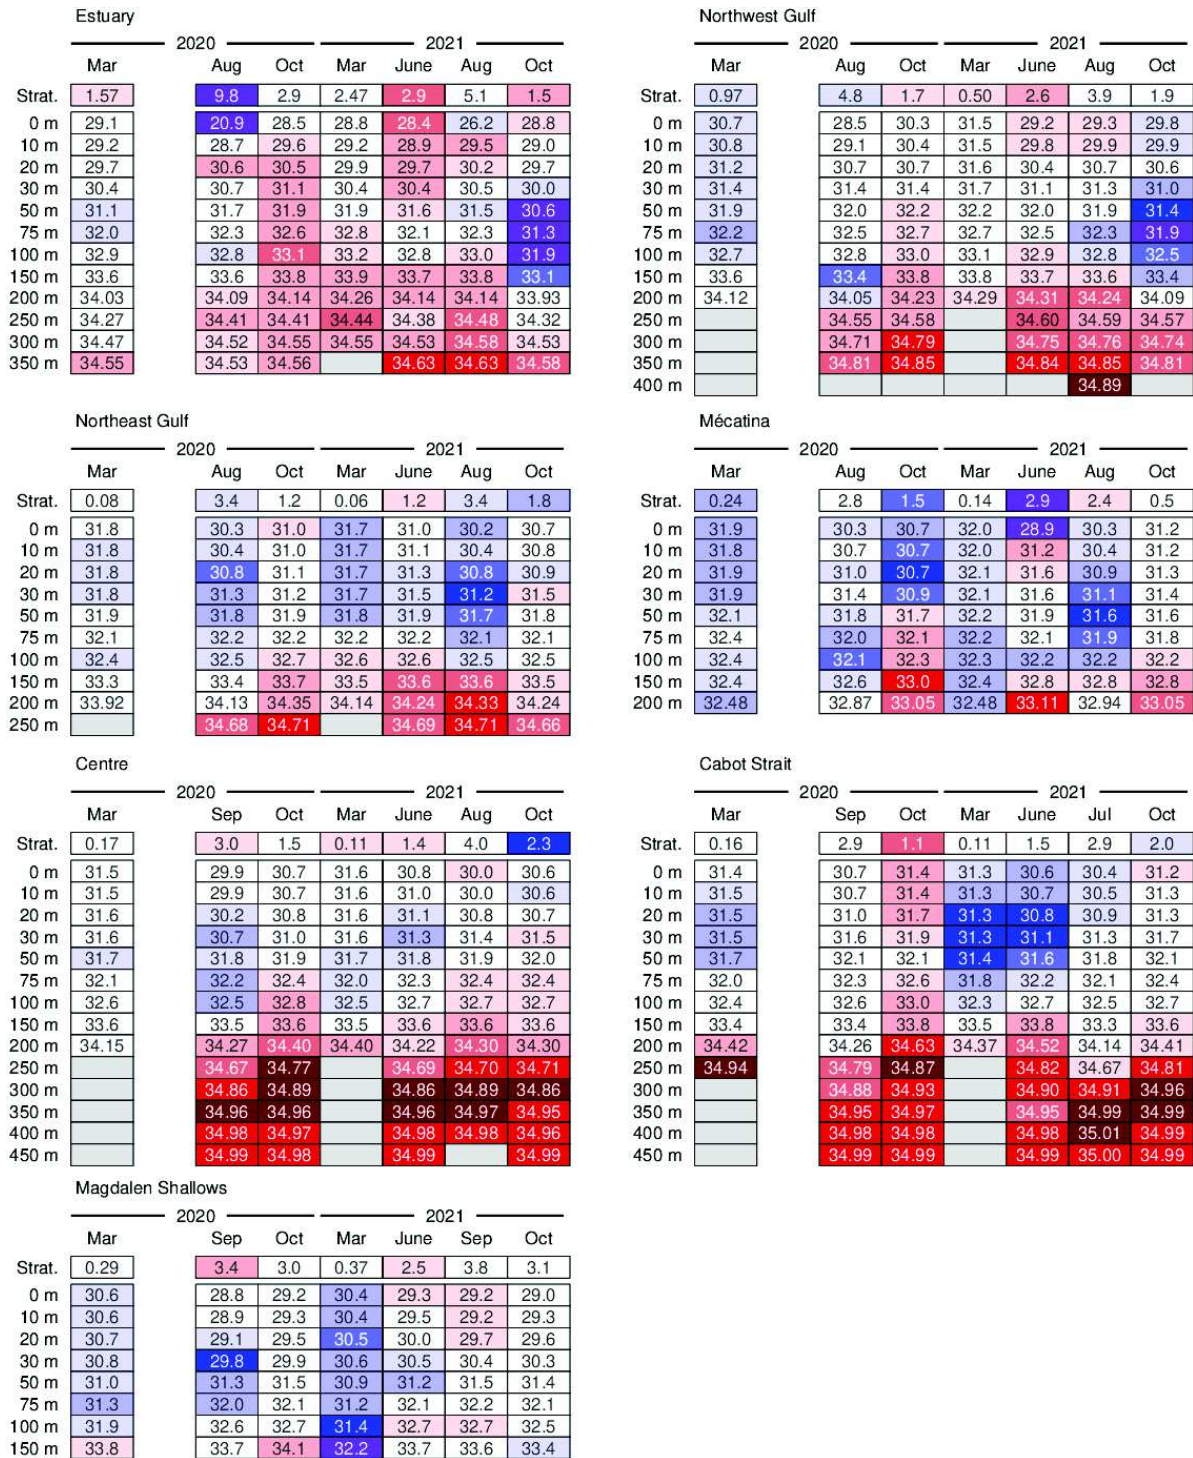 Estuary
2020 2021
Mar Aug Oct Mar June Aug Oct
Strat. 1.57 9.8 2.9 2.47 2.9 5.1 1.5
0 m 29.1 20.9 28.5 28.8 28.4 26.2 28.8
10 m 29.2 28.7 29.6 29.2 28.9 29.5 29.0
20 m 29.7 30.6 30.5 29.9 29.7 30.2 29.7
30 m 30.4 30.7 31.1 30.4 30.4 30.5 30.0
50 m 31.1 31.7 31.9 31.9 31.6 31.5 30.6
75 m 32.0 32.3 32.6 32.8 32.1 32.3 31.3
100 m 32.9 32.8 33.1 33.2 32.8 33.0 31.9
150 m 33.6 33.6 33.8 33.9 33.7 33.8 33.1
200 m 34.03 34.09 34.14 34.26 34.14 34.14 33.93
250 m 34.27 34.41 34.41 34.44 34.38 34.48 34.32
300 m 34.47 34.52 34.55 34.55 34.53 34.58 34.53
350 m 34.55 34.53 34.56 34.63 34.63 34.58
Northwest Gulf
2020 2021
Mar Aug Oct Mar June Aug Oct
Strat. 0.97 4.8 1.7 0.50 2.6 3.9 1.9
0 m 30.7 28.5 30.3 31.5 29.2 29.3 29.8
10 m 30.8 29.1 30.4 31.5 29.8 29.9 29.9
20 m 31.2 30.7 30.7 31.6 30.4 30.7 30.6
30 m 31.4 31.4 31.4 31.7 31.1 31.3 31.0
50 m 31.9 32.0 32.2 32.2 32.0 31.9 31.4
75 m 32.2 32.5 32.7 32.7 32.5 32.3 31.9
100 m 32.7 32.8 33.0 33.1 32.9 32.8 32.5
150 m 33.6 33.4 33.8 33.8 33.7 33.6 33.4
200 m 34.12 34.05 34.23 34.29 34.31 34.24 34.09
250 m 34.55 34.58 34.60 34.59 34.57
300 m 34.71 34.79 34.75 34.76 34.74
350 m 34.81 34.85 34.84 34.85 34.81
400 m 34.89
Northeast Gulf
2020 2021
Mar Aug Oct Mar June Aug Oct
Strat. 0.08 3.4 1.2 0.06 1.2 3.4 1.8
0 m 31.8 30.3 31.0 31.7 31.0 30.2 30.7
10 m 31.8 30.4 31.0 31.7 31.1 30.4 30.8
20 m 31.8 30.8 31.1 31.7 31.3 30.8 30.9
30 m 31.8 31.3 31.2 31.7 31.5 31.2 31.5
50 m 31.9 31.8 31.9 31.8 31.9 31.7 31.8
75 m 32.1 32.2 32.2 32.2 32.2 32.1 32.1
100 m 32.4 32.5 32.7 32.6 32.6 32.5 32.5
150 m 33.3 33.4 33.7 33.5 33.6 33.6 33.5
200 m 33.92 34.13 34.35 34.14 34.24 34.33 34.24
250 m 34.68 34.71 34.69 34.71 34.66
Mécatina
2020 2021
Mar Aug Oct Mar June Aug Oct
Strat. 0.24 2.8 1.5 0.14 2.9 2.4 0.5
0 m 31.9 30.3 30.7 32.0 28.9 30.3 31.2
10 m 31.8 30.7 30.7 32.0 31.2 30.4 31.2
20 m 31.9 31.0 30.7 32.1 31.6 30.9 31.3
30 m 31.9 31.4 30.9 32.1 31.6 31.1 31.4
50 m 32.1 31.8 31.7 32.2 31.9 31.6 31.6
75 m 32.4 32.0 32.1 32.2 32.1 31.9 31.8
100 m 32.4 32.1 32.3 32.3 32.2 32.2 32.2
150 m 32.4 32.6 33.0 32.4 32.8 32.8 32.8
200 m 32.48 32.87 33.05 32.48 33.11 32.94 33.05
Centre
2020 2021
Mar Sep Oct Mar June Aug Oct
Strat. 0.17 3.0 1.5 0.11 1.4 4.0 2.3
0 m 31.5 29.9 30.7 31.6 30.8 30.0 30.6
10 m 31.5 29.9 30.7 31.6 31.0 30.0 30.6
20 m 31.6 30.2 30.8 31.6 31.1 30.8 30.7
30 m 31.6 30.7 31.0 31.6 31.3 31.4 31.5
50 m 31.7 31.8 31.9 31.7 31.8 31.9 32.0
75 m 32.1 32.2 32.4 32.0 32.3 32.4 32.4
100 m 32.6 32.5 32.8 32.5 32.7 32.7 32.7
150 m 33.6 33.5 33.6 33.5 33.6 33.6 33.6
200 m 34.15 34.27 34.40 34.40 34.22 34.30 34.30
250 m 34.67 34.77 34.69 34.70 34.71
300 m 34.86 34.89 34.86 34.89 34.86
350 m 34.96 34.96 34.96 34.97 34.95
400 m 34.98 34.97 34.98 34.98 34.96
450 m 34.99 34.98 34.99 34.99
Cabot Strait
2020 2021
Mar Sep Oct Mar June Jul Oct
Strat. 0.16 2.9 1.1 0.11 1.5 2.9 2.0
0 m 31.4 30.7 31.4 31.3 30.6 30.4 31.2
10 m 31.5 30.7 31.4 31.3 30.7 30.5 31.3
20 m 31.5 31.0 31.7 31.3 30.8 30.9 31.3
30 m 31.5 31.6 31.9 31.3 31.1 31.3 31.7
50 m 31.7 32.1 32.1 31.4 31.6 31.8 32.1
75 m 32.0 32.3 32.6 31.8 32.2 32.1 32.4
100 m 32.4 32.6 33.0 32.3 32.7 32.5 32.7
150 m 33.4 33.4 33.8 33.5 33.8 33.3 33.6
200 m 34.42 34.26 34.63 34.37 34.52 34.14 34.41
250 m 34.94 34.79 34.87 34.82 34.67 34.81
300 m 34.88 34.93 34.90 34.91 34.96
350 m 34.95 34.97 34.95 34.99 34.99
400 m 34.98 34.98 34.98 35.01 34.99
450 m 34.99 34.99 34.99 35.00 34.99
Magdalen Shallows
2020 2021
Mar Sep Oct Mar June Sep Oct
Strat. 0.29 3.4 3.0 0.37 2.5 3.8 3.1
0 m 30.6 28.8 29.2 30.4 29.3 29.2 29.0
10 m 30.6 28.9 29.3 30.4 29.5 29.2 29.3
20 m 30.7 29.1 29.5 30.5 30.0 29.7 29.6
30 m 30.8 29.8 29.9 30.6 30.5 30.4 30.3
50 m 31.0 31.3 31.5 30.9 31.2 31.5 31.4
75 m 31.3 32.0 32.1 31.2 32.1 32.2 32.1
100 m 31.9 32.6 32.7 31.4 32.7 32.7 32.5
150 m 33.8 33.7 34.1 32.2 33.7 33.6 33.4